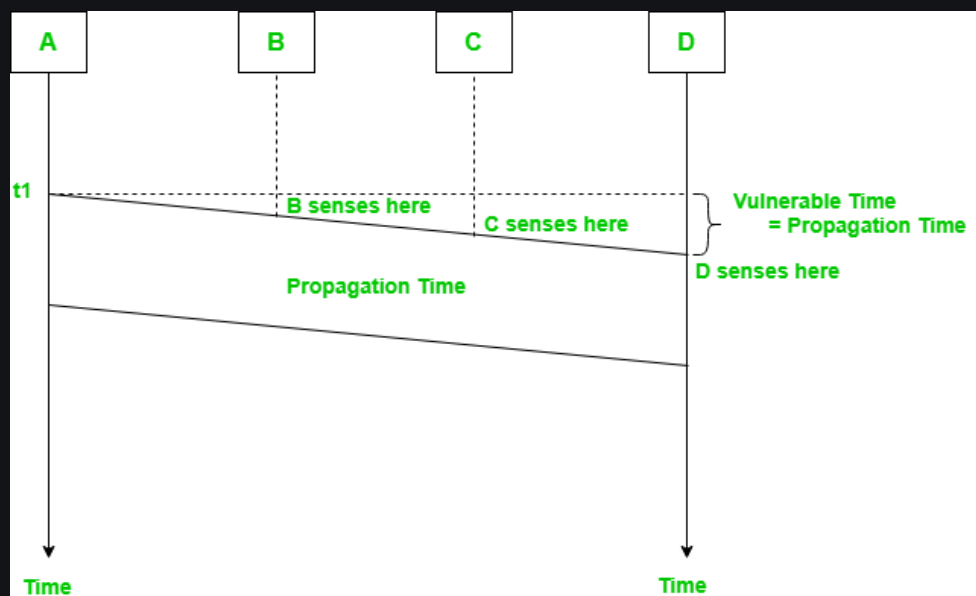 A
B
C
D
t1
B senses here
C senses here
Vulnerable Time
= Propagation Time
D senses here
Propagation Time
Time
Time